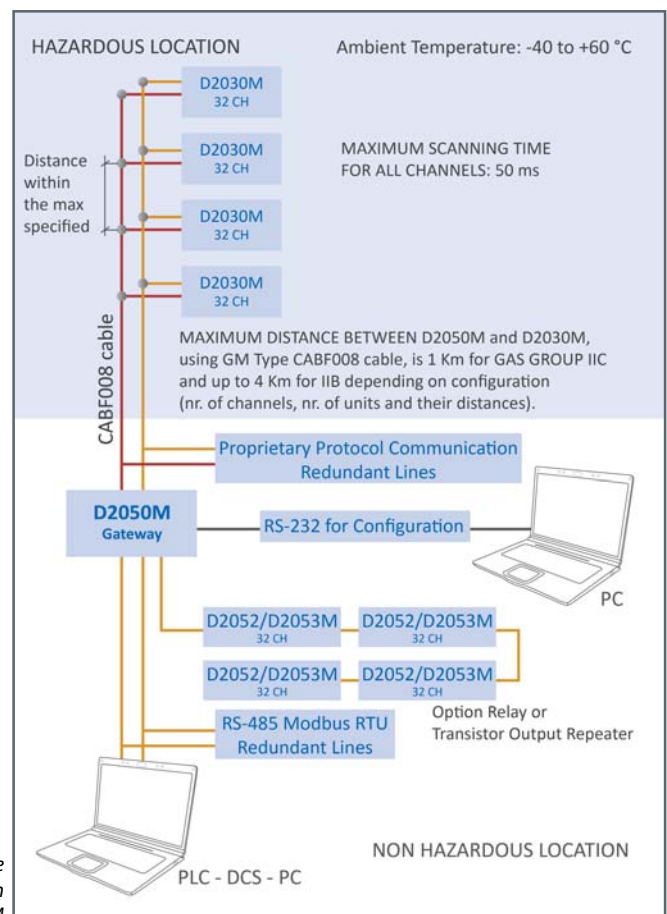 HAZARDOUS LOCATION
Ambient Temperature: -40 to +60 °C
D2030M
32 CH
D2030M
32 CH
MAXIMUM SCANNING TIME
FOR ALL CHANNELS: 50 ms
Distance
within
the max
specified
D2030M
32 CH
D2030M
32 CH
CABF008 cable
MAXIMUM DISTANCE BETWEEN D2050M and D2030M,
using GM Type CABF008 cable, is 1 Km for GAS GROUP IIC
and up to 4 Km for IIB depending on configuration
(nr. of channels, nr. of units and their distances).
Proprietary Protocol Communication
Redundant Lines
D2050M
Gateway
RS-232 for Configuration
PC
D2052/D2053M
32 CH
D2052/D2053M
32 CH
D2052/D2053M
32 CH
D2052/D2053M
32 CH
Option Relay or
Transistor Output Repeater
RS-485 Modbus RTU
Redundant Lines
PLC - DCS - PC
NON HAZARDOUS LOCATION